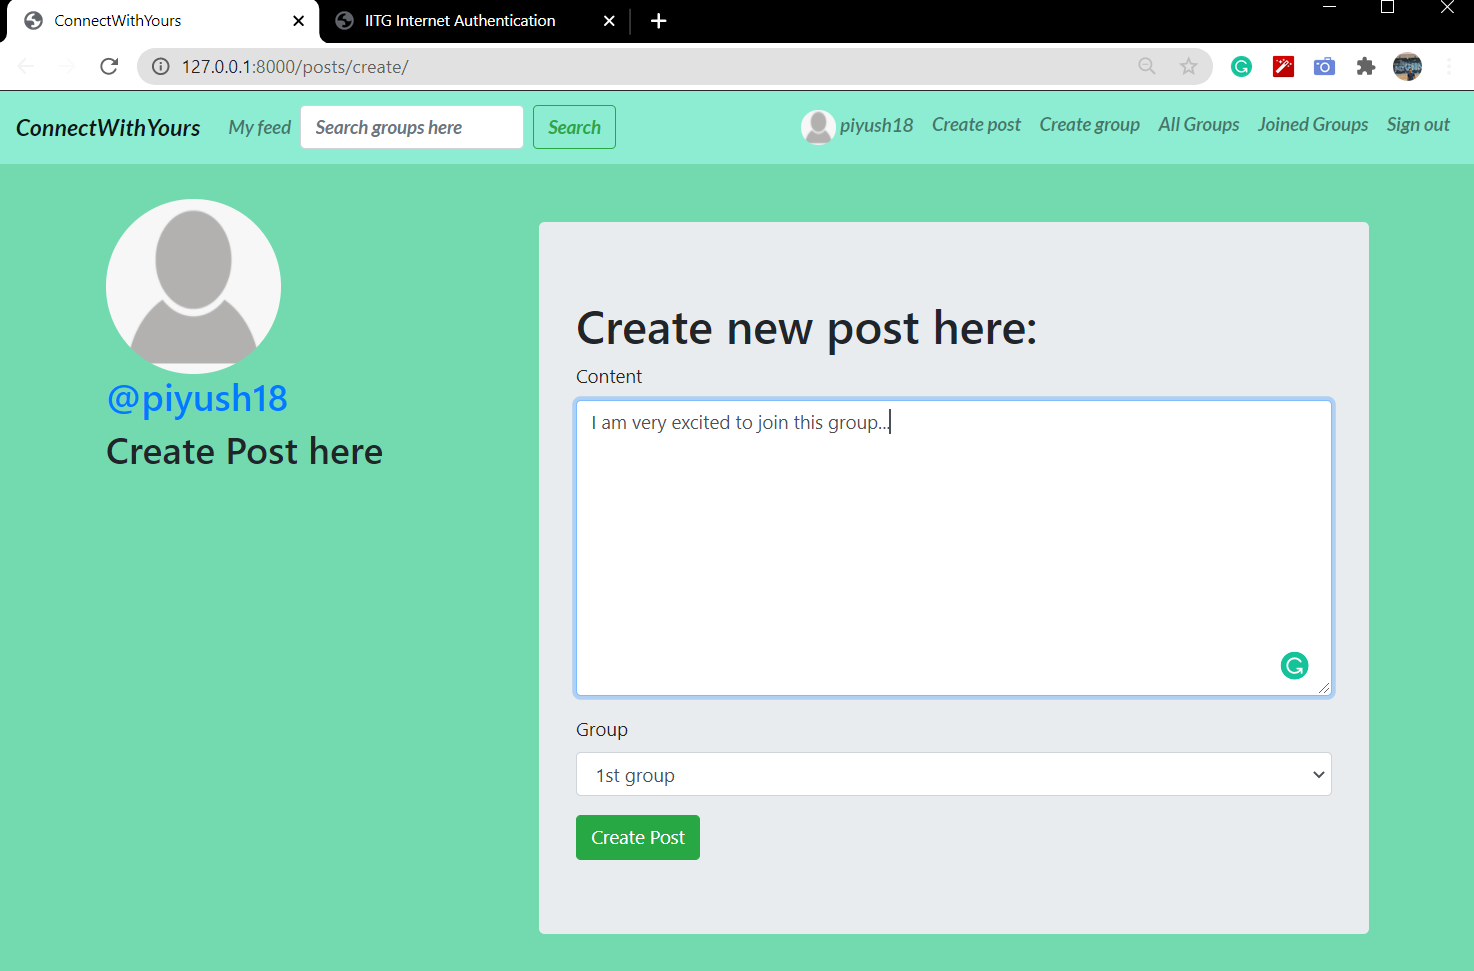 ConnectWithYours
IITG Internet Authentication
127.0.0.1:8000/posts/create/
ConnectWithYours My feed Search groups here Search piyush18 Create post Create group All Groups Joined Groups Sign out
@piyush18
Create Post here
Create new post here:
Content
I am very excited to join this group...
Group
1st group
Create Post